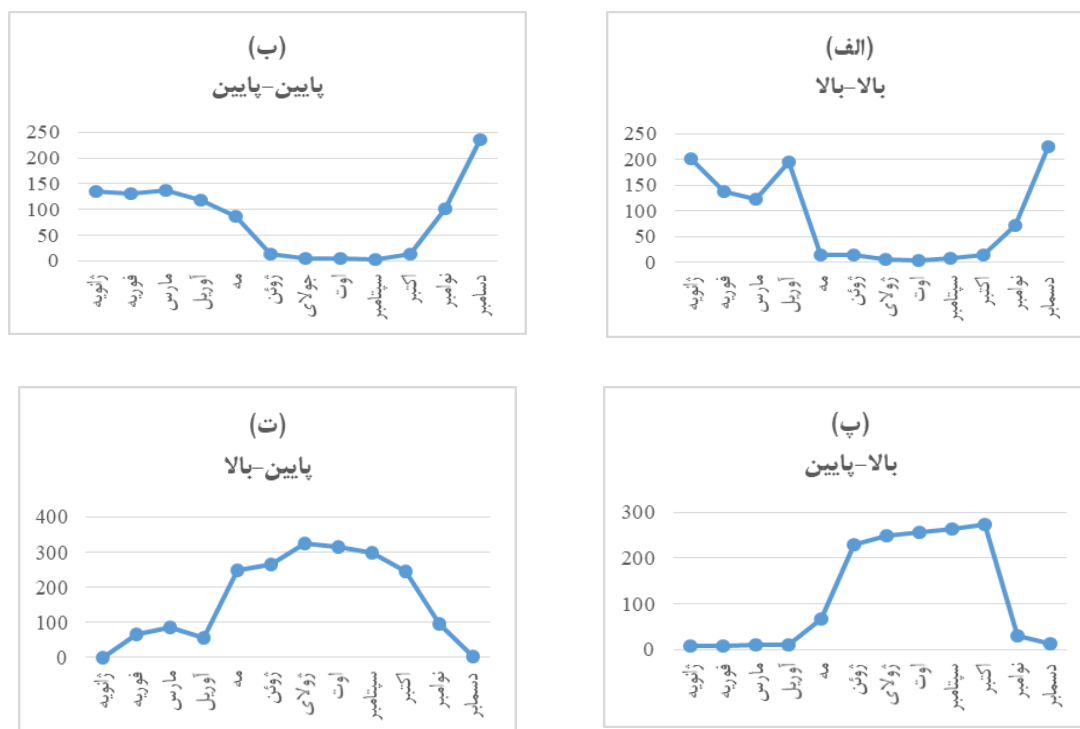 (الف)
بالا-بالا
250
200
150
100
50
0
ژانویه
فوریه
مارس
آوریل
مه
ژوئن
ژولای
اوت
سپتامبر
اکتبر
نوامبر
دسمابر
(ب)
پایین-پایین
250
200
150
100
50
0
ژانویه
فوریه
مارس
آوریل
مه
ژوئن
جولای
اوت
سپتامبر
اکتبر
نوامبر
دسامبر
(پ)
بالا-پایین
300
200
100
0
ژانویه
فوریه
مارس
آوریل
مه
ژوئن
ژولای
اوت
سپتامبر
اکتبر
نوامبر
دسمابر
(ت)
پایین-بالا
400
300
200
100
0
ژانویه
فوریه
مارس
آوریل
مه
ژوئن
ژولای
اوت
سپتامبر
اکتبر
نوامبر
دسمابر